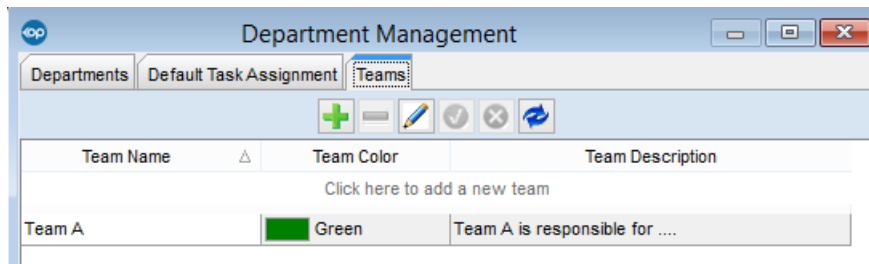 Department Management
Departments Default Task Assignment Teams
Team Name Team Color Team Description
Click here to add a new team
Team A Green Team A is responsible for ....